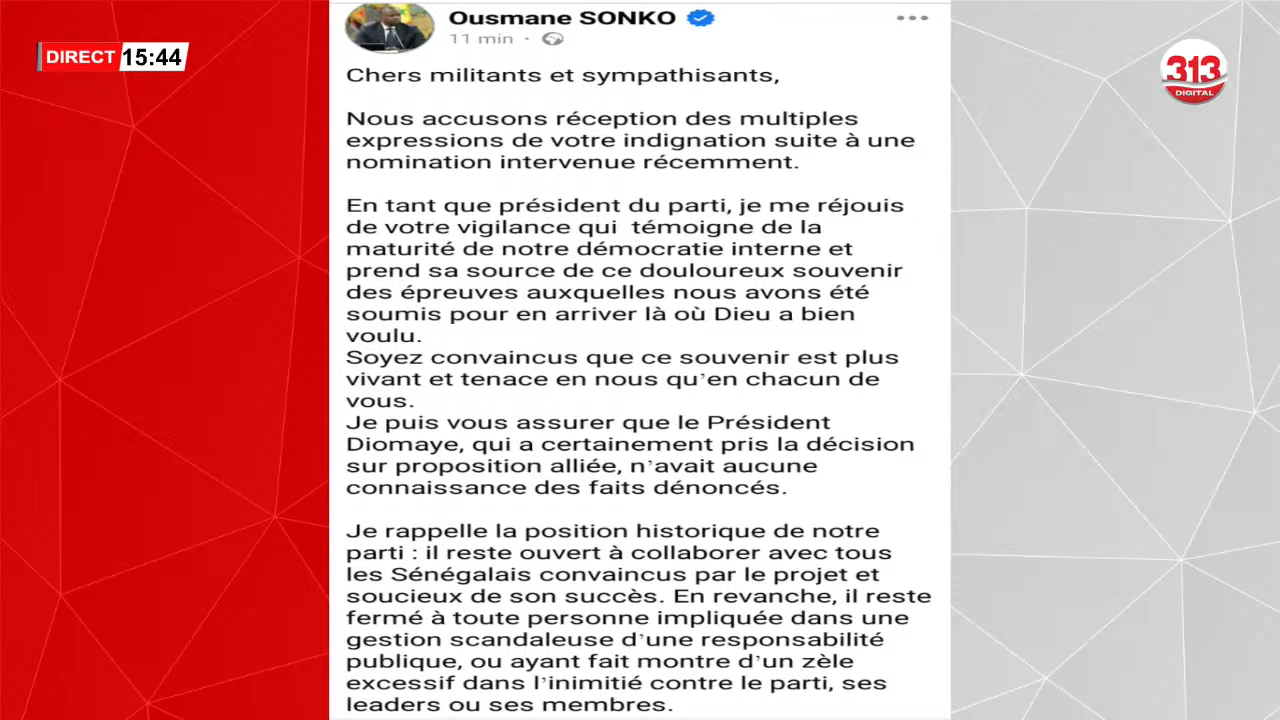 DIRECT 15:44
313
DIGITAL
Ousmane SONKO
11 min ·
Chers militants et sympathisants,
Nous accusons réception des multiples
expressions de votre indignation suite à une
nomination intervenue récemment.
En tant que président du parti, je me réjouis
de votre vigilance qui  témoigne de la
maturité de notre démocratie interne et
prend sa source de ce douloureux souvenir
des épreuves auxquelles nous avons été
soumis pour en arriver là où Dieu a bien
voulu.
Soyez convaincus que ce souvenir est plus
vivant et tenace en nous qu’en chacun de
vous.
Je puis vous assurer que le Président
Diomaye, qui a certainement pris la décision
sur proposition alliée, n’avait aucune
connaissance des faits dénoncés.
Je rappelle la position historique de notre
parti : il reste ouvert à collaborer avec tous
les Sénégalais convaincus par le projet et
soucieux de son succès. En revanche, il reste
fermé à toute personne impliquée dans une
gestion scandaleuse d’une responsabilité
publique, ou ayant fait montre d’un zèle
excessif dans l’inimitié contre le parti, ses
leaders ou ses membres.